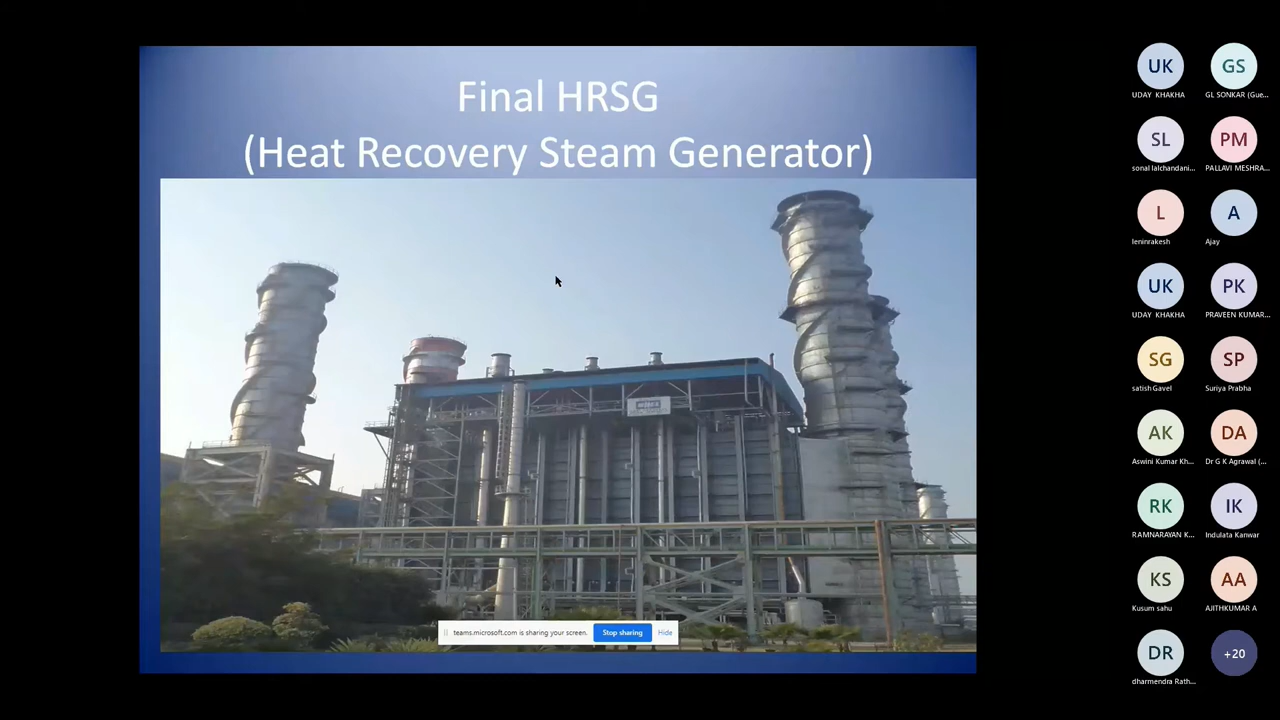 Final HRSG
(Heat Recovery Steam Generator)
teams.microsoft.com is sharing your screen.
Stop sharing
Hide
UK
UDAY KHAKHA
GS
GL SONKAR (Gue...
SL
sonal lalchandani...
PM
PALLAVI MESHRA...
L
leninrakesh
A
Ajay
UK
UDAY KHAKHA
PK
PRAVEEN KUMAR...
SG
satish Gavel
SP
Suriya Prabha
AK
Aswini Kumar Kh...
DA
Dr G K Agrawal (...
RK
RAMNARAYAN K...
IK
Indulata Kanwar
KS
Kusum sahu
AA
AJITHKUMAR A
DR
dharmendra Rath...
+20